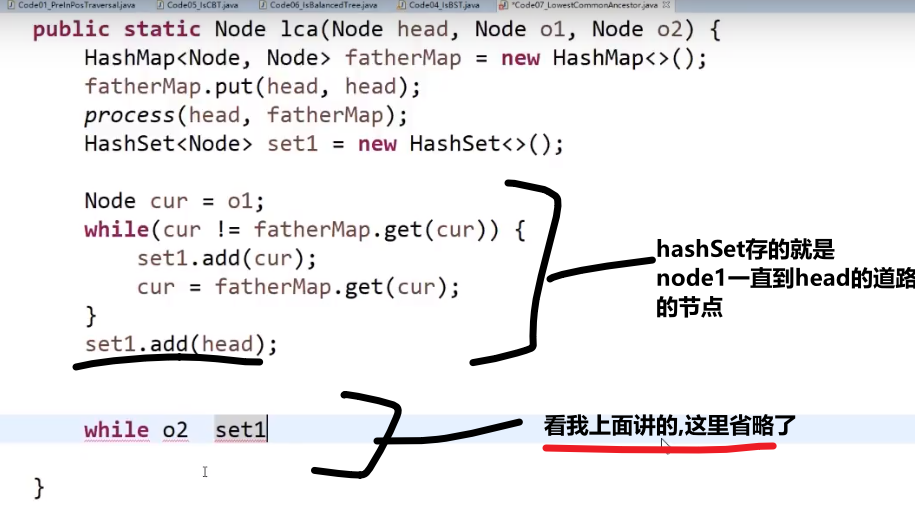 Code01_PreInPosTraversal.java Code05_IsCBT.java Code06_IsBalancedTree.java Code04_IsBST.java *Code07_LowestCommonAncestor.java
public static Node lca(Node head, Node o1, Node o2) {
HashMap<Node, Node> fatherMap = new HashMap<>();
fatherMap.put(head, head);
process(head, fatherMap);
HashSet<Node> set1 = new HashSet<>();
Node cur = o1;
while(cur != fatherMap.get(cur)) {
set1.add(cur);
cur = fatherMap.get(cur);
}
set1.add(head);
hashSet存的就是
node1一直到head的道路
的节点
while o2 set1
看我上面讲的,这里省略了
}